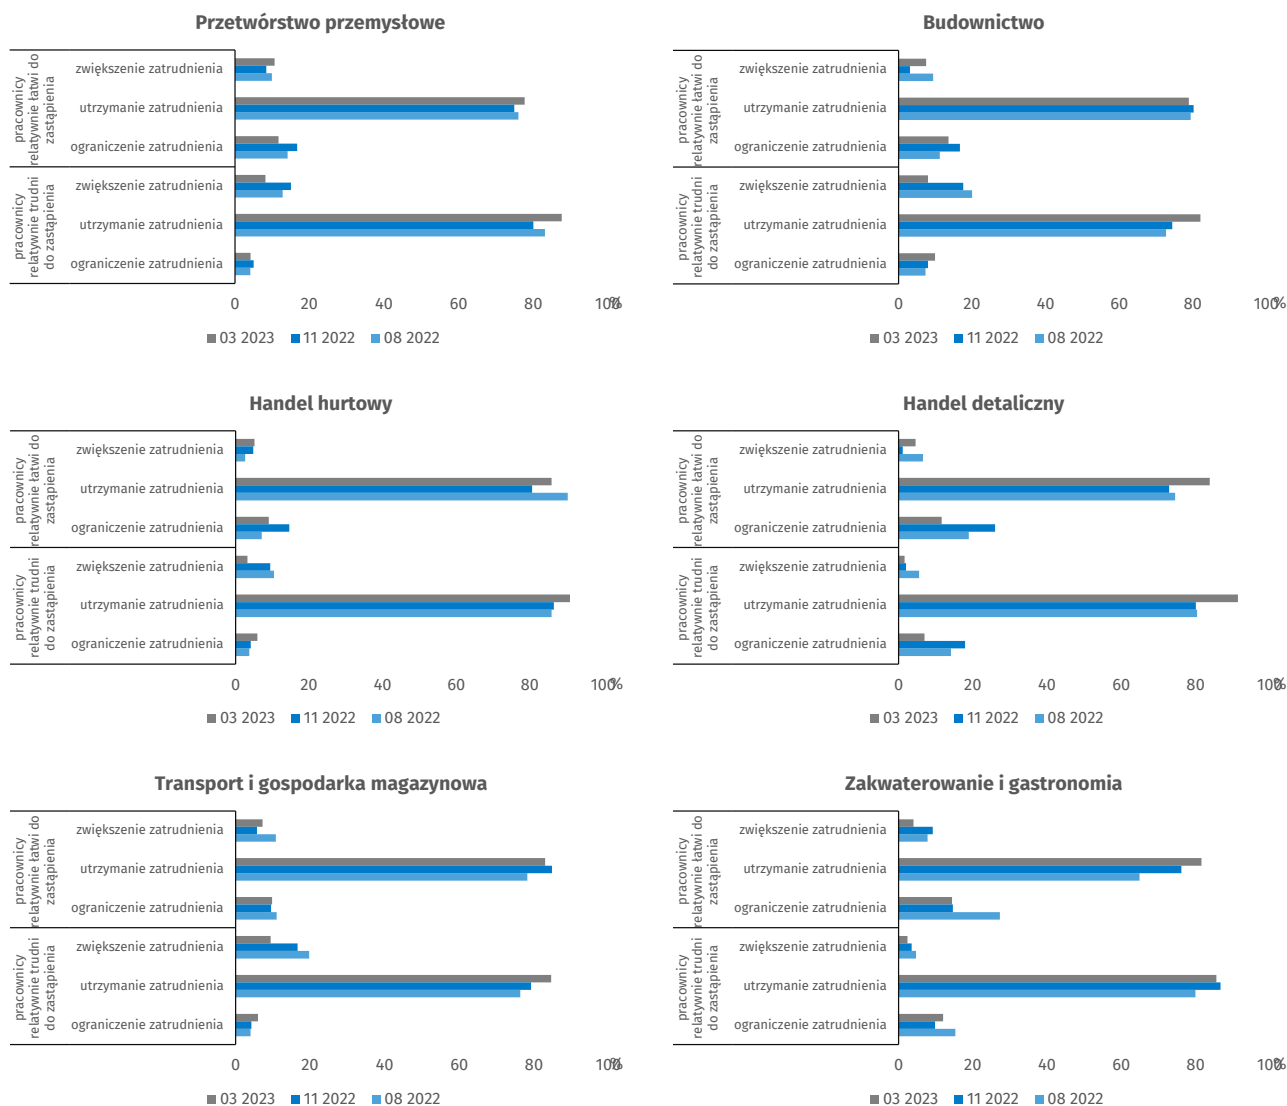 Przetwórstwo przemysłowe
pracownicy
relatywnie łatwi do
zastąpienia
zwiększenie zatrudnienia
utrzymanie zatrudnienia
ograniczenie zatrudnienia
pracownicy
relatywnie trudni
do zastąpienia
zwiększenie zatrudnienia
utrzymanie zatrudnienia
ograniczenie zatrudnienia
0 20 40 60 80 100 %
03 2023 11 2022 08 2022
Budownictwo
pracownicy
relatywnie łatwi do
zastąpienia
zwiększenie zatrudnienia
utrzymanie zatrudnienia
ograniczenie zatrudnienia
pracownicy
relatywnie trudni
do zastąpienia
zwiększenie zatrudnienia
utrzymanie zatrudnienia
ograniczenie zatrudnienia
0 20 40 60 80 100 %
03 2023 11 2022 08 2022
Handel hurtowy
pracownicy
relatywnie łatwi do
zastąpienia
zwiększenie zatrudnienia
utrzymanie zatrudnienia
ograniczenie zatrudnienia
pracownicy
relatywnie trudni
do zastąpienia
zwiększenie zatrudnienia
utrzymanie zatrudnienia
ograniczenie zatrudnienia
0 20 40 60 80 100 %
03 2023 11 2022 08 2022
Handel detaliczny
pracownicy
relatywnie łatwi do
zastąpienia
zwiększenie zatrudnienia
utrzymanie zatrudnienia
ograniczenie zatrudnienia
pracownicy
relatywnie trudni
do zastąpienia
zwiększenie zatrudnienia
utrzymanie zatrudnienia
ograniczenie zatrudnienia
0 20 40 60 80 100 %
03 2023 11 2022 08 2022
Transport i gospodarka magazynowa
pracownicy
relatywnie łatwi do
zastąpienia
zwiększenie zatrudnienia
utrzymanie zatrudnienia
ograniczenie zatrudnienia
pracownicy
relatywnie trudni
do zastąpienia
zwiększenie zatrudnienia
utrzymanie zatrudnienia
ograniczenie zatrudnienia
0 20 40 60 80 100 %
03 2023 11 2022 08 2022
Zakwaterowanie i gastronomia
pracownicy
relatywnie łatwi do
zastąpienia
zwiększenie zatrudnienia
utrzymanie zatrudnienia
ograniczenie zatrudnienia
pracownicy
relatywnie trudni
do zastąpienia
zwiększenie zatrudnienia
utrzymanie zatrudnienia
ograniczenie zatrudnienia
0 20 40 60 80 100 %
03 2023 11 2022 08 2022